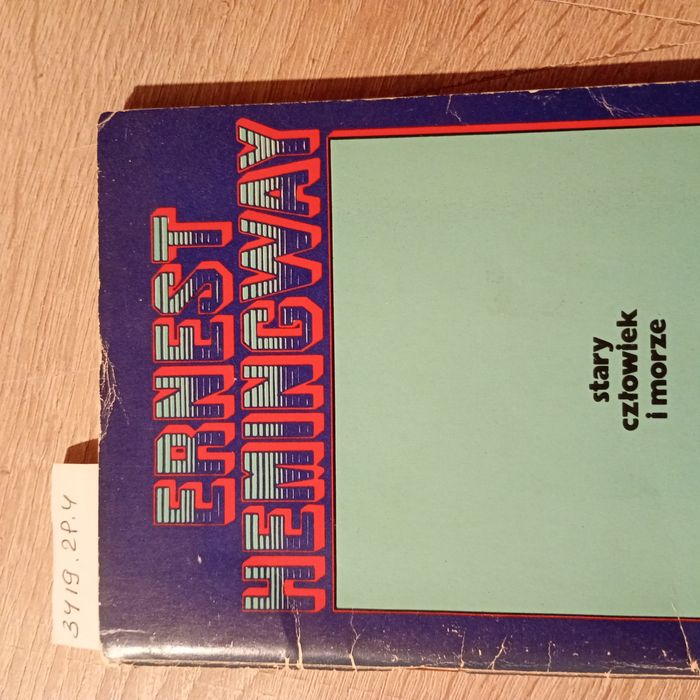 ERNEST
HEMINGWAY
stary
człowiek
i morze
3419.2P.4